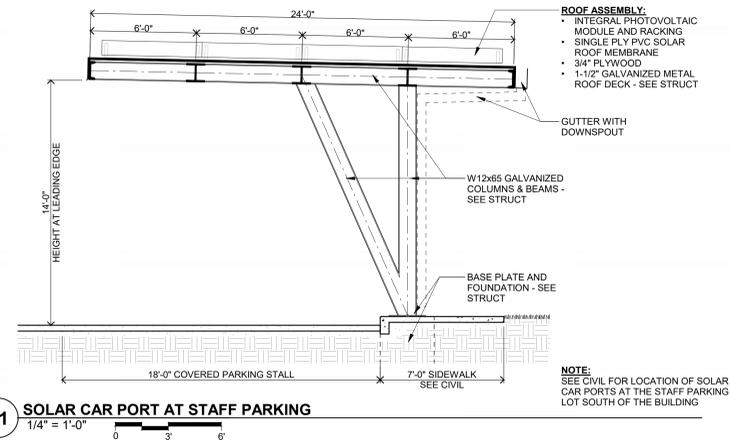 24'-0"
6'-0"
6'-0"
6'-0"
6'-0"
ROOF ASSEMBLY:
• INTEGRAL PHOTOVOLTAIC
MODULE AND RACKING
• SINGLE PLY PVC SOLAR
ROOF MEMBRANE
• 3/4" PLYWOOD
• 1-1/2" GALVANIZED METAL
ROOF DECK - SEE STRUCT
GUTTER WITH
DOWNSPOUT
14'-0"
HEIGHT AT LEADING EDGE
W12x65 GALVANIZED
COLUMNS & BEAMS -
SEE STRUCT
BASE PLATE AND
FOUNDATION - SEE
STRUCT
18'-0" COVERED PARKING STALL
7'-0" SIDEWALK
SEE CIVIL
NOTE:
SEE CIVIL FOR LOCATION OF SOLAR
CAR PORTS AT THE STAFF PARKING
LOT SOUTH OF THE BUILDING
1
SOLAR CAR PORT AT STAFF PARKING
1/4" = 1'-0"
0 3' 6'